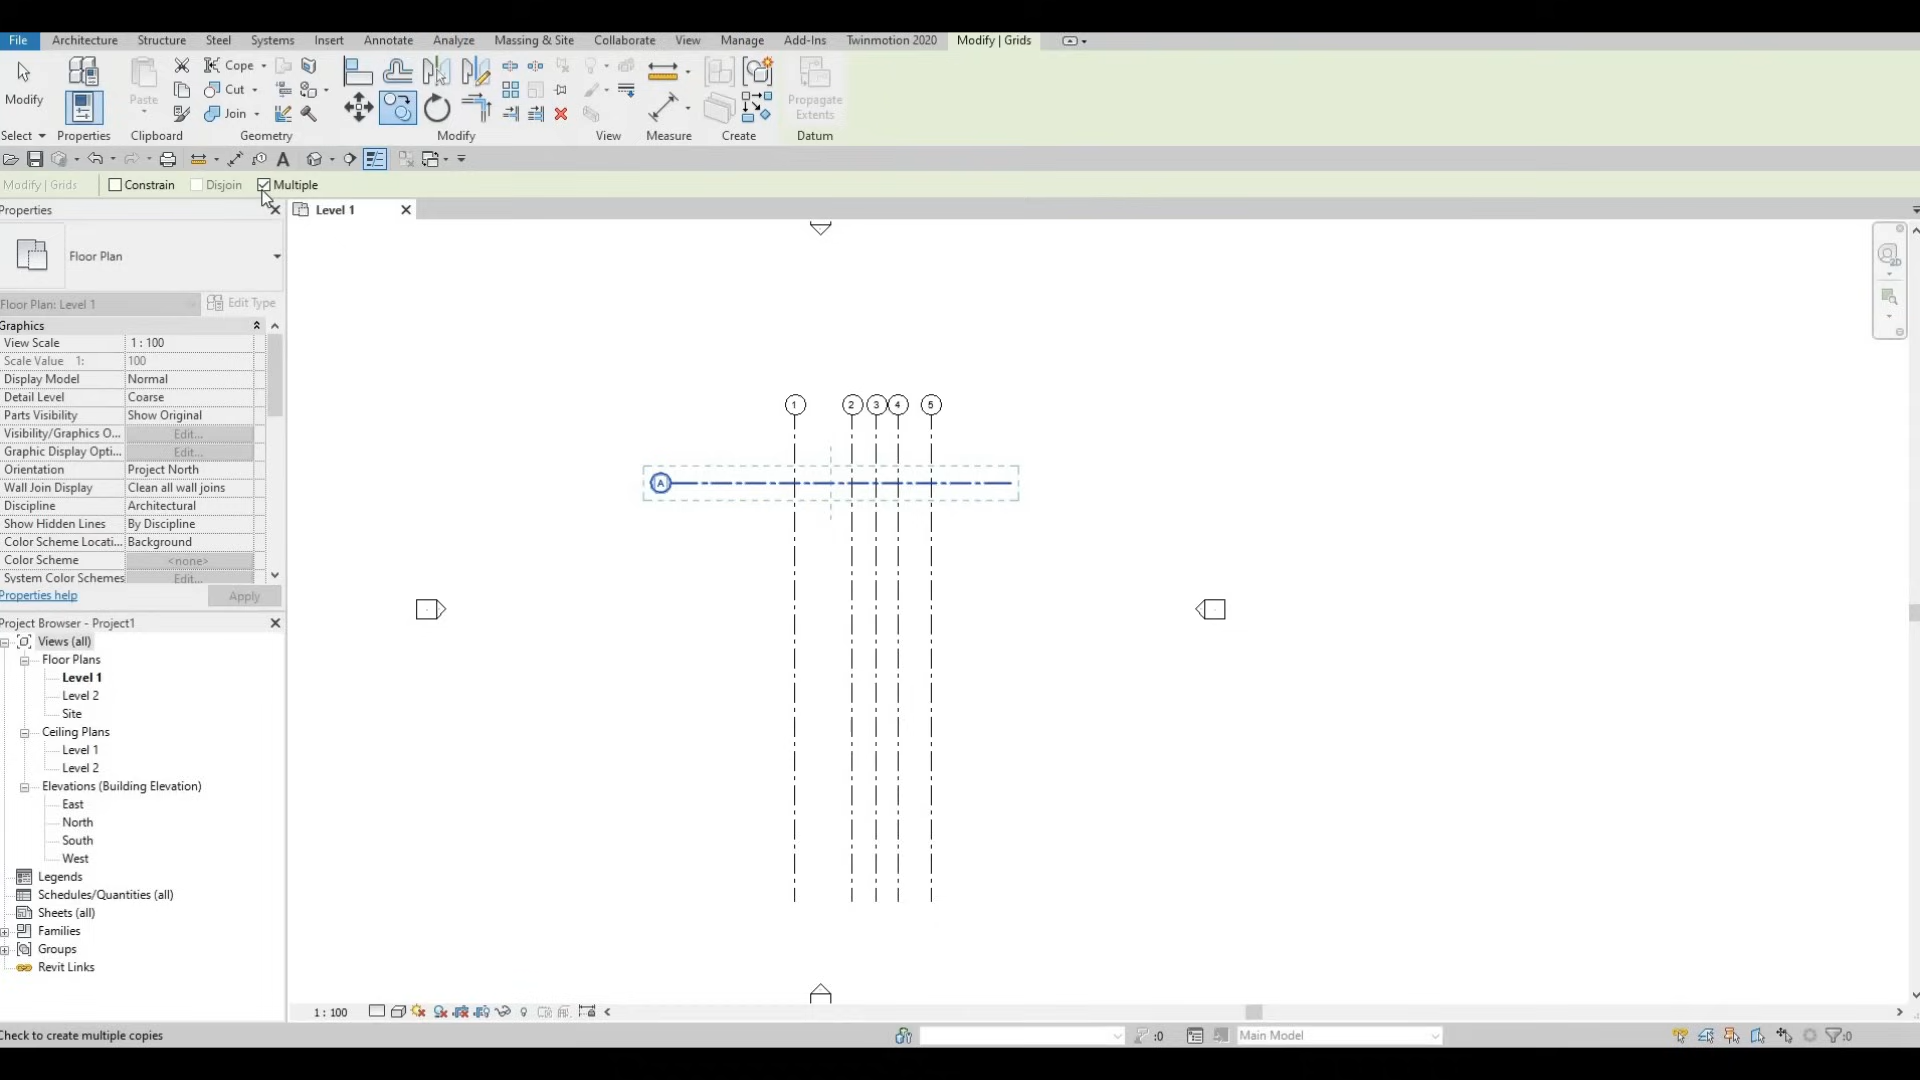 File Architecture Structure Steel Systems Insert Annotate Analyze Massing & Site Collaborate View Manage Add-Ins Twinmotion 2020 Modify | Grids
Modify Paste Cope Cut Join Propagate Extents
Select Properties Clipboard Geometry Modify View Measure Create Datum
Modify | Grids Constrain Disjoin Multiple
Properties
Level 1
Floor Plan
Floor Plan: Level 1 Edit Type
Graphics
View Scale 1 : 100
Scale Value 1: 100
Display Model Normal
Detail Level Coarse
Parts Visibility Show Original
Visibility/Graphics O... Edit...
Graphic Display Opti... Edit...
Orientation Project North
Wall Join Display Clean all wall joins
Discipline Architectural
Show Hidden Lines By Discipline
Color Scheme Locati... Background
Color Scheme <none>
System Color Schemes Edit...
Properties help Apply
Project Browser - Project1
Views (all)
Floor Plans
Level 1
Level 2
Site
Ceiling Plans
Level 1
Level 2
Elevations (Building Elevation)
East
North
South
West
Legends
Schedules/Quantities (all)
Sheets (all)
Families
Groups
Revit Links
1 2 3 4 5
A
2D
1 : 100
Check to create multiple copies
:0
Main Model
:0